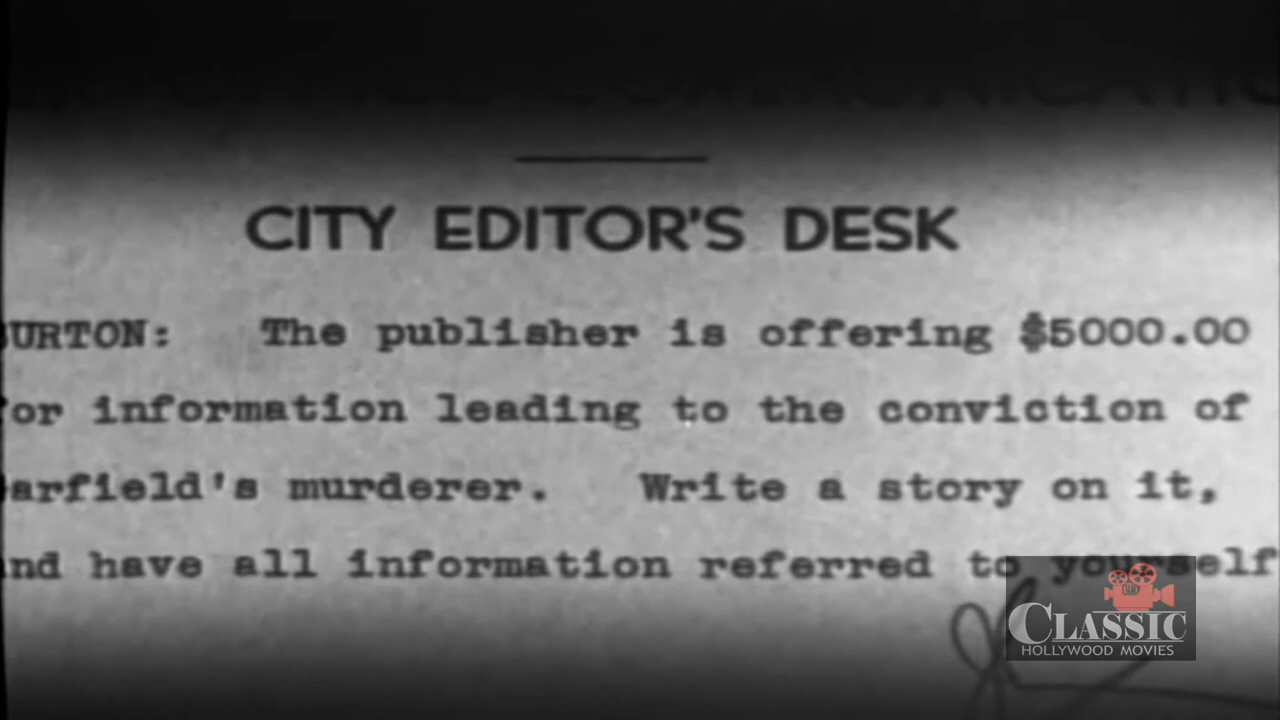 CITY EDITOR'S DESK
URTON: The publisher is offering $5000.00
or information leading to the conviction of
arfield's murderer. Write a story on it,
nd have all information referred to yourself
CLASSIC
HOLLYWOOD MOVIES